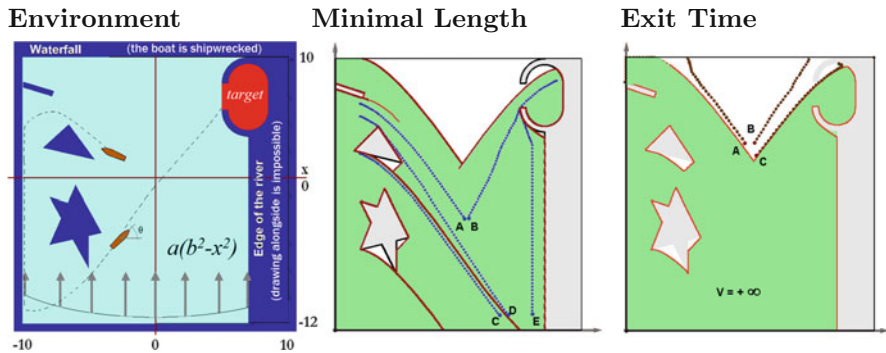 Environment
Minimal Length
Exit Time
Waterfall (the boat is shipwrecked)
target
Edge of the river
(drawing alongside is impossible)
θ
a(b²-x²)
10
x
0
-12
-10
0
10
A B
C
D
E
B
A
C
V = + ∞